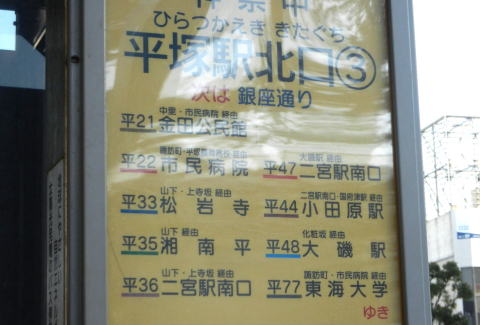 神奈中
ひらつかえき きたぐち
平塚駅北口③
次は 銀座通り
中里・市民病院 経由
平21 金田公民館
平22 市民病院
大磯駅 経由
平47 二宮駅南口
山下・上寺坂 経由
平33 松岩寺
二宮駅南口・国府津駅 経由
平44 小田原駅
山下 経由
平35 湘南平
化粧坂 経由
平48 大磯駅
山下・上寺坂 経由
平36 二宮駅南口
諏訪町・市民病院 経由
平77 東海大学
ゆき